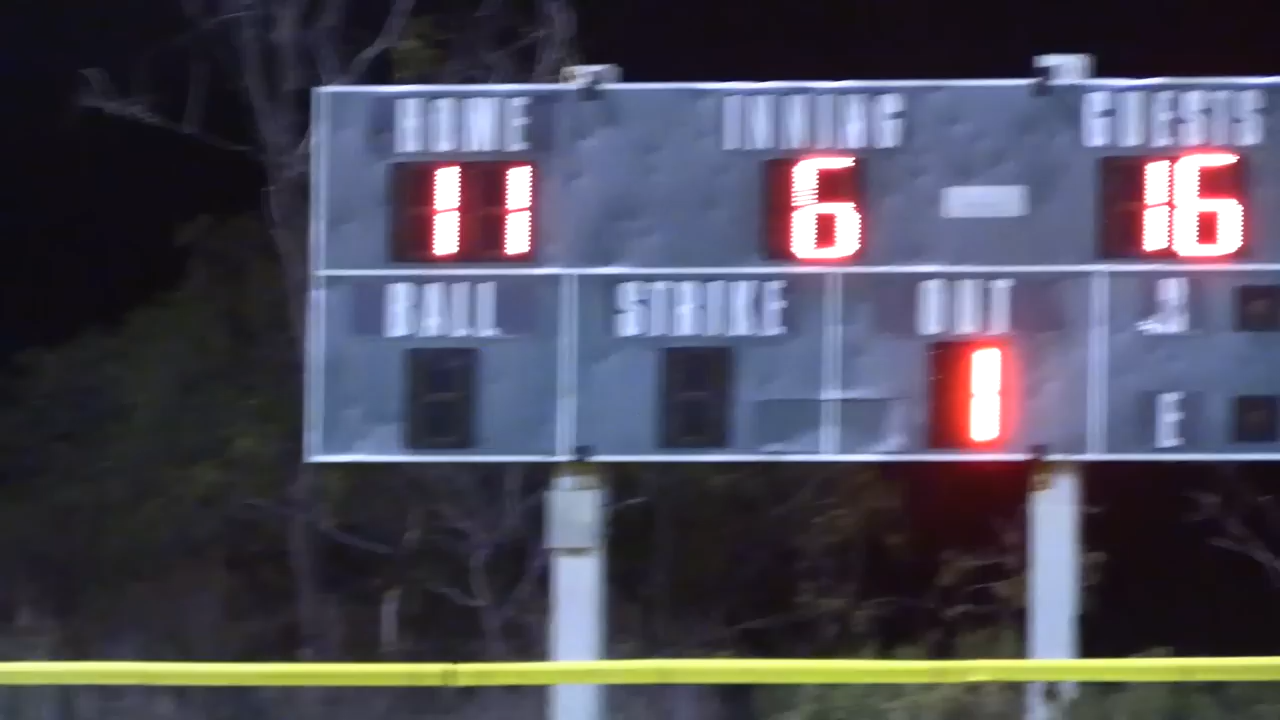 HOME INNING GUESTS
11 6 16
BALL STRIKE OUT
1
E